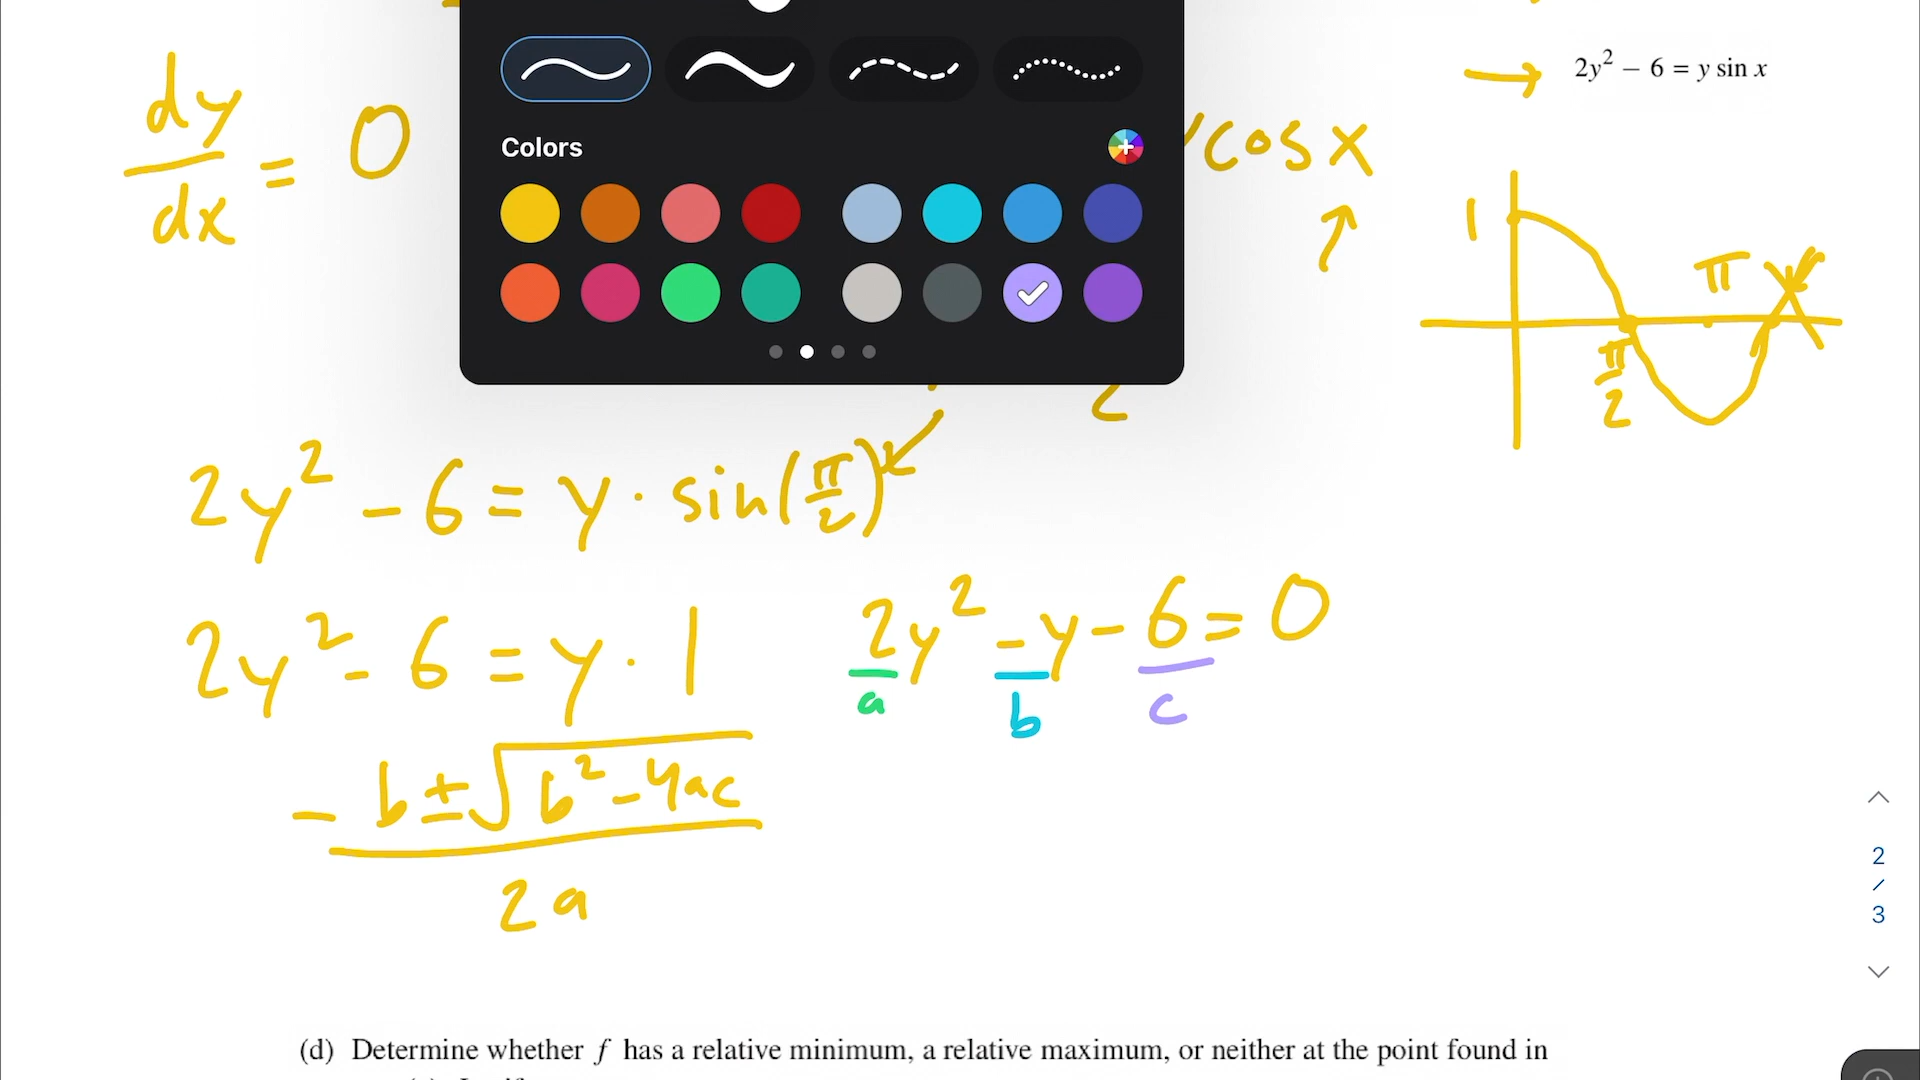 2y² – 6 = y sin x
dy/dx = 0
y cos x
1
π
π/2
Colors
2
2y² - 6 = y · sin(π/2)
2y² - 6 = y · 1
2y² - y - 6 = 0
a b c
- b ± √b² - 4ac
2a
2
/
3
(d) Determine whether f has a relative minimum, a relative maximum, or neither at the point found in